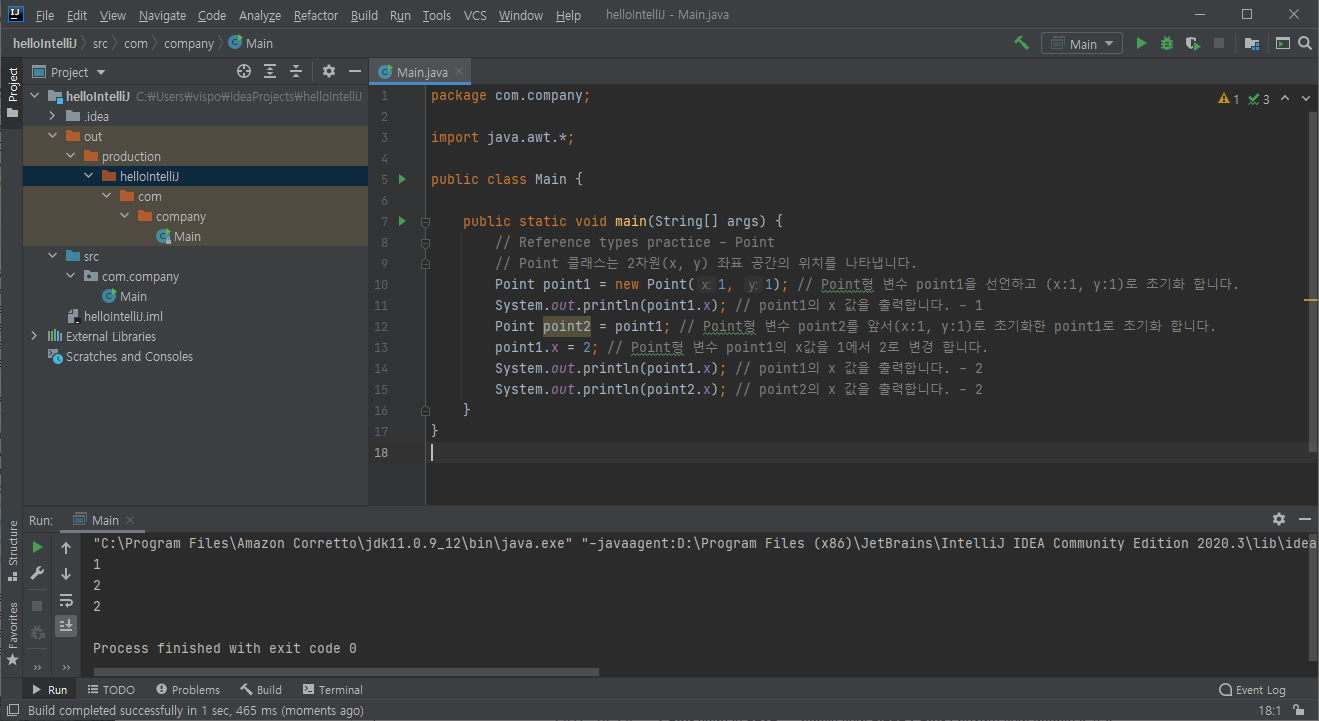 File Edit View Navigate Code Analyze Refactor Build Run Tools VCS Window Help helloIntelliJ - Main.java
helloIntelliJ src com company Main Main
Project Project Main.java
helloIntelliJ C:₩Users₩vispo₩IdeaProjects₩helloIntelliJ
.idea
out
production
helloIntelliJ
com
company
Main
src
com.company
Main
helloIntelliJ.iml
External Libraries
Scratches and Consoles
1 package com.company; 1 3
2
3 import java.awt.*;
4
5 public class Main {
6
7 public static void main(String[] args) {
8 // Reference types practice - Point
9 // Point 클래스는 2차원(x, y) 좌표 공간의 위치를 나타냅니다.
10 Point point1 = new Point( x: 1, y: 1); // Point형 변수 point1을 선언하고 (x:1, y:1)로 초기화 합니다.
11 System.out.println(point1.x); // point1의 x 값을 출력합니다. - 1
12 Point point2 = point1; // Point형 변수 point2를 앞서(x:1, y:1)로 초기화한 point1로 초기화 합니다.
13 point1.x = 2; // Point형 변수 point1의 x값을 1에서 2로 변경 합니다.
14 System.out.println(point1.x); // point1의 x 값을 출력합니다. - 2
15 System.out.println(point2.x); // point2의 x 값을 출력합니다. - 2
16 }
17 }
18
Run: Main
"C:\Program Files\Amazon Corretto\jdk11.0.9_12\bin\java.exe" "-javaagent:D:\Program Files (x86)\JetBrains\IntelliJ IDEA Community Edition 2020.3\lib\idea
1
2
2
Process finished with exit code 0
Structure
Favorites
Run TODO Problems Build Terminal Event Log
Build completed successfully in 1 sec, 465 ms (moments ago) 18:1